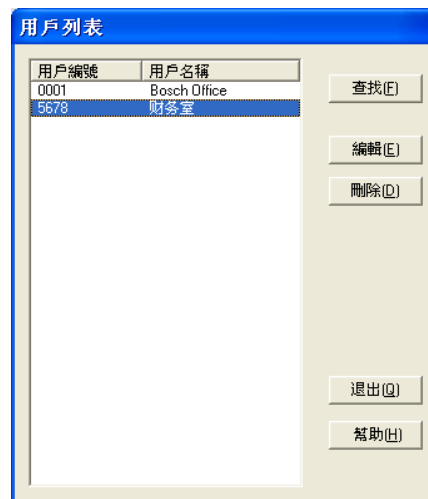 用戶列表
用戶編號 用戶名稱
0001 Bosch Office
5678 财务室
查找(F)
編輯(E)
刪除(D)
退出(Q)
幫助(H)